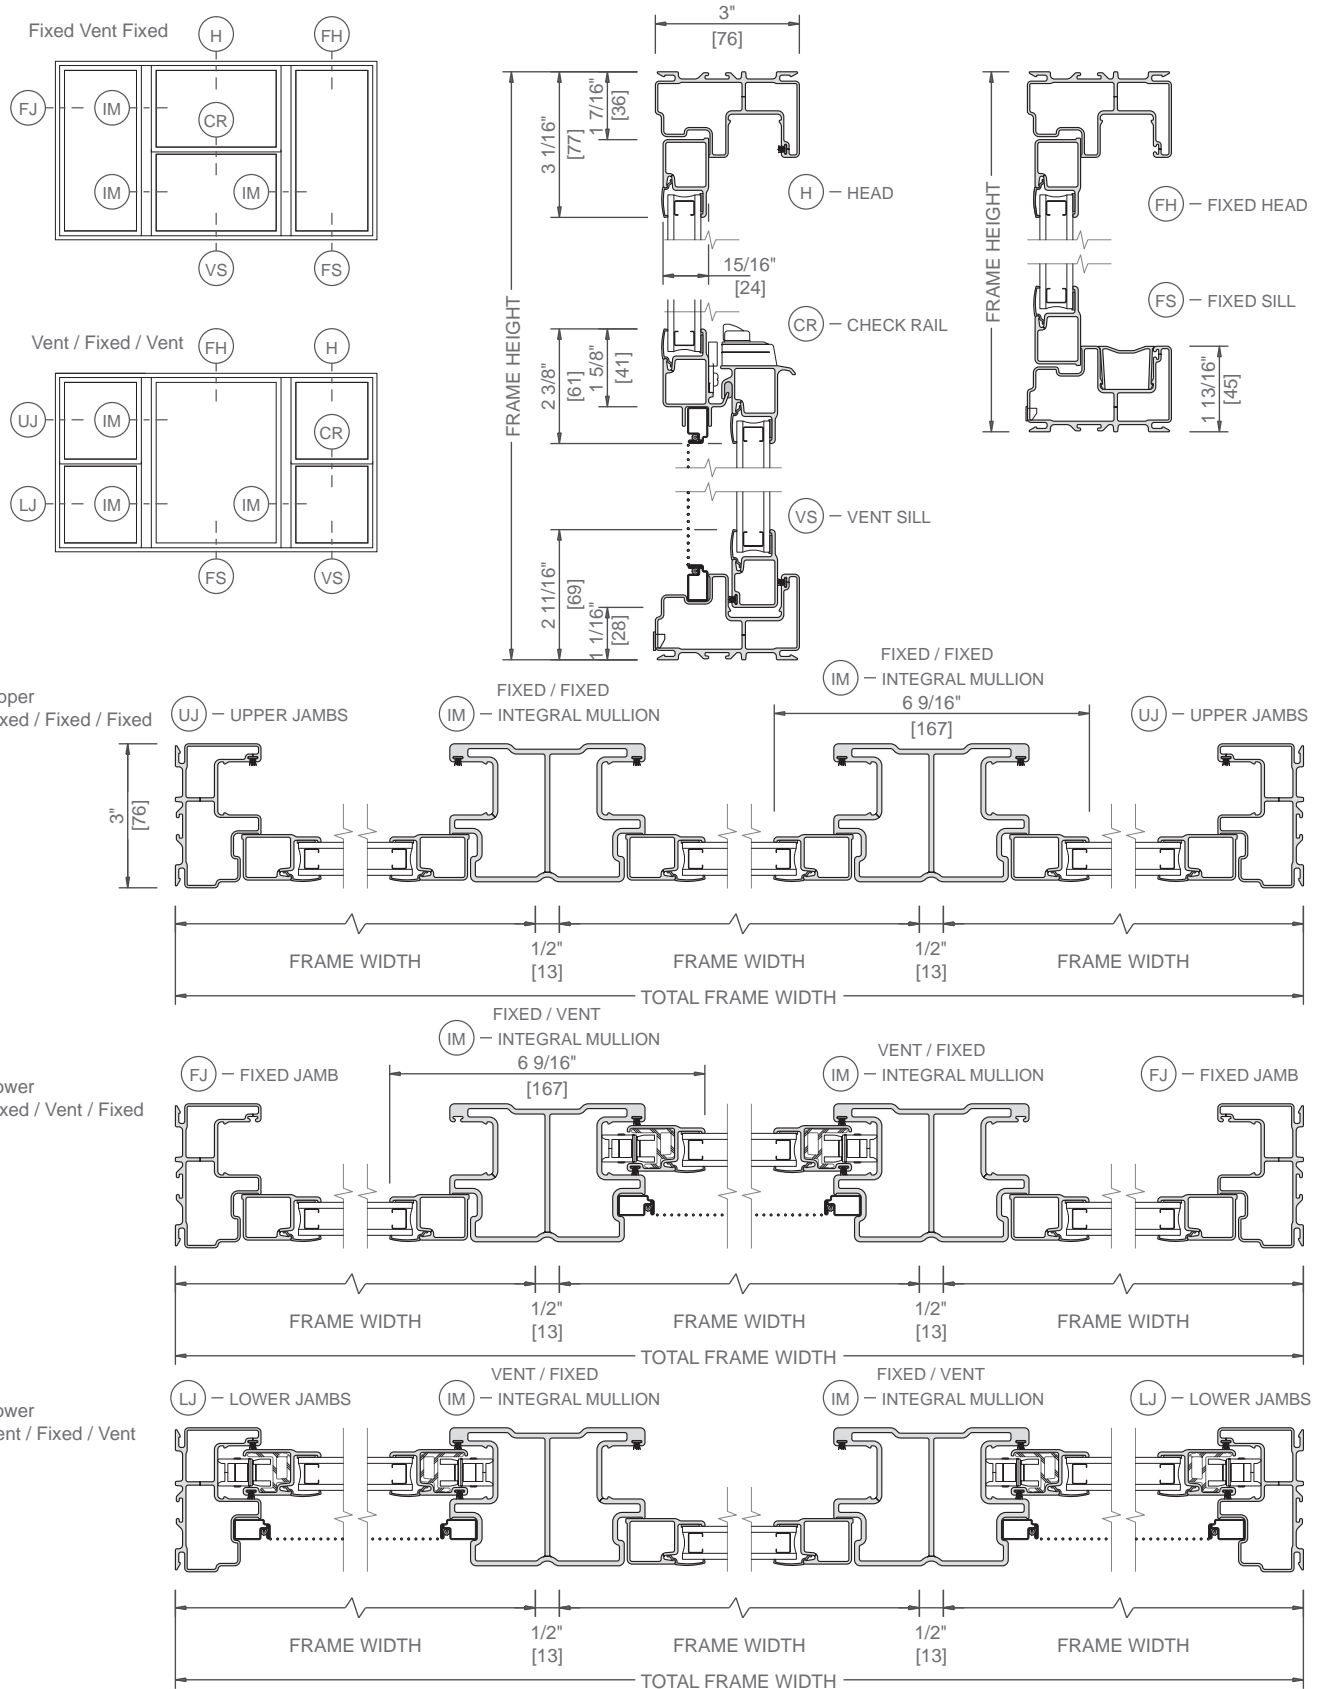 Fixed Vent Fixed
H
FH
FJ
IM
CR
IM
IM
VS
FS
Vent / Fixed / Vent
FH
H
UJ
IM
CR
LJ
IM
IM
FS
VS
3"
[76]
FRAME HEIGHT
3 1/16"
[77]
1 7/16"
[36]
H – HEAD
15/16"
[24]
CR – CHECK RAIL
2 3/8"
[61]
1 5/8"
[41]
VS – VENT SILL
2 11/16"
[69]
1 1/16"
[28]
FRAME HEIGHT
FH – FIXED HEAD
FS – FIXED SILL
1 13/16"
[45]
pper
xed / Fixed / Fixed
UJ – UPPER JAMBS
FIXED / FIXED
IM – INTEGRAL MULLION
FIXED / FIXED
IM – INTEGRAL MULLION
6 9/16"
[167]
UJ – UPPER JAMBS
3"
[76]
FRAME WIDTH
1/2"
[13]
FRAME WIDTH
1/2"
[13]
FRAME WIDTH
TOTAL FRAME WIDTH
ower
xed / Vent / Fixed
FJ – FIXED JAMB
FIXED / VENT
IM – INTEGRAL MULLION
6 9/16"
[167]
VENT / FIXED
IM – INTEGRAL MULLION
FJ – FIXED JAMB
FRAME WIDTH
1/2"
[13]
FRAME WIDTH
1/2"
[13]
FRAME WIDTH
TOTAL FRAME WIDTH
ower
ent / Fixed / Vent
LJ – LOWER JAMBS
VENT / FIXED
IM – INTEGRAL MULLION
FIXED / VENT
IM – INTEGRAL MULLION
LJ – LOWER JAMBS
FRAME WIDTH
1/2"
[13]
FRAME WIDTH
1/2"
[13]
FRAME WIDTH
TOTAL FRAME WIDTH